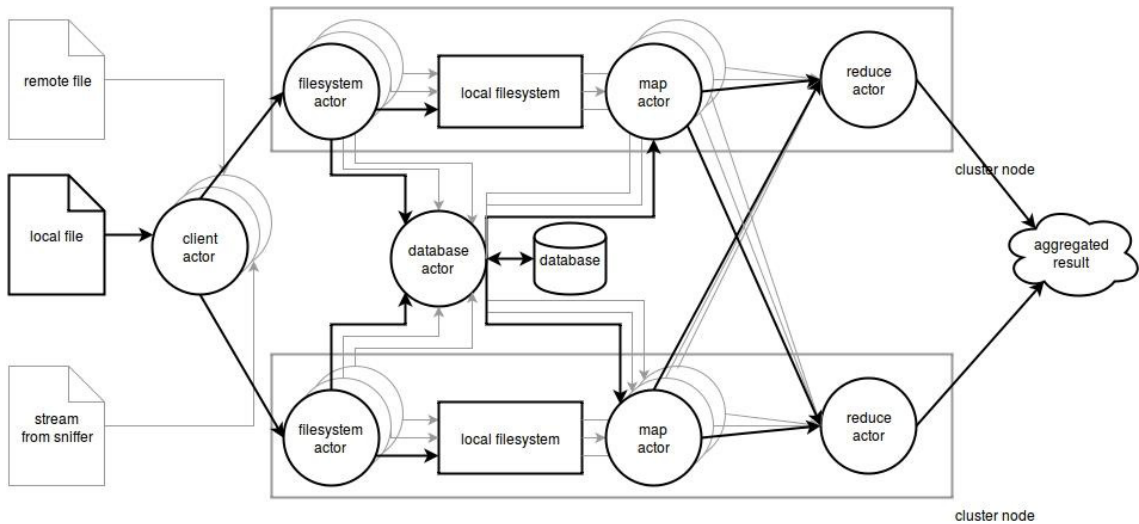 remote file
filesystem
actor
local filesystem
map
actor
reduce
actor
cluster node
local file
client
actor
database
actor
database
aggregated
result
stream
from sniffer
filesystem
actor
local filesystem
map
actor
reduce
actor
cluster node